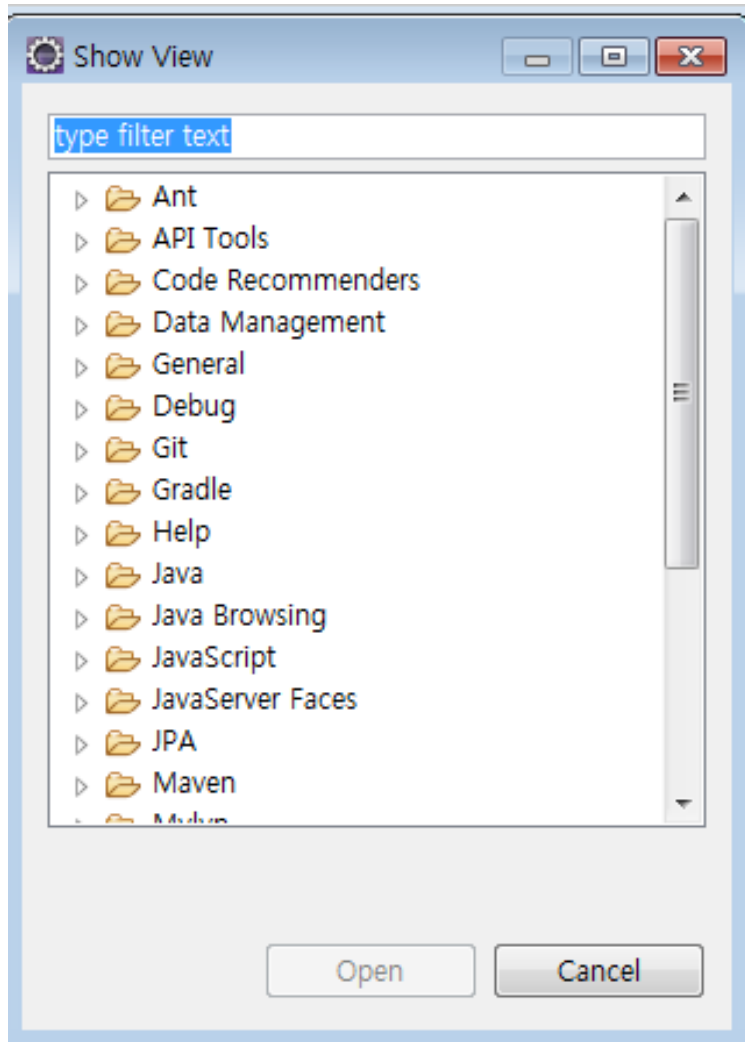 Show View
type filter text
Ant
API Tools
Code Recommenders
Data Management
General
Debug
Git
Gradle
Help
Java
Java Browsing
JavaScript
JavaServer Faces
JPA
Maven
Mylyn
Open
Cancel